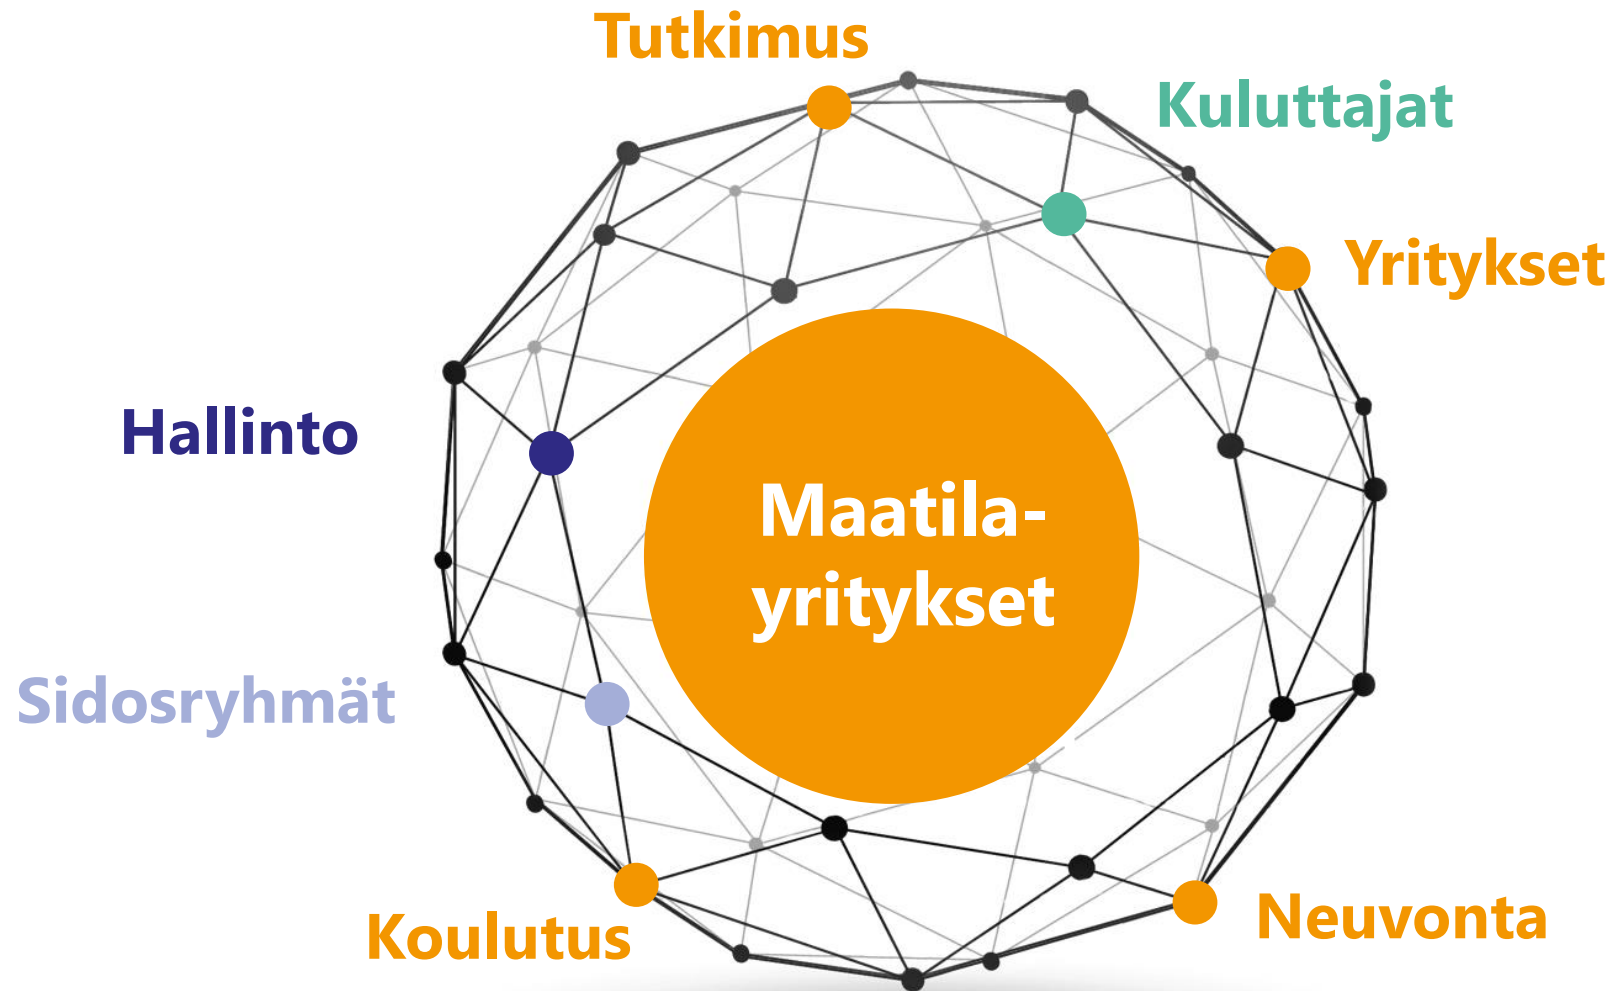 Tutkimus
Kuluttajat
Yritykset
Hallinto
Maatila-
yritykset
Sidosryhmät
Koulutus
Neuvonta